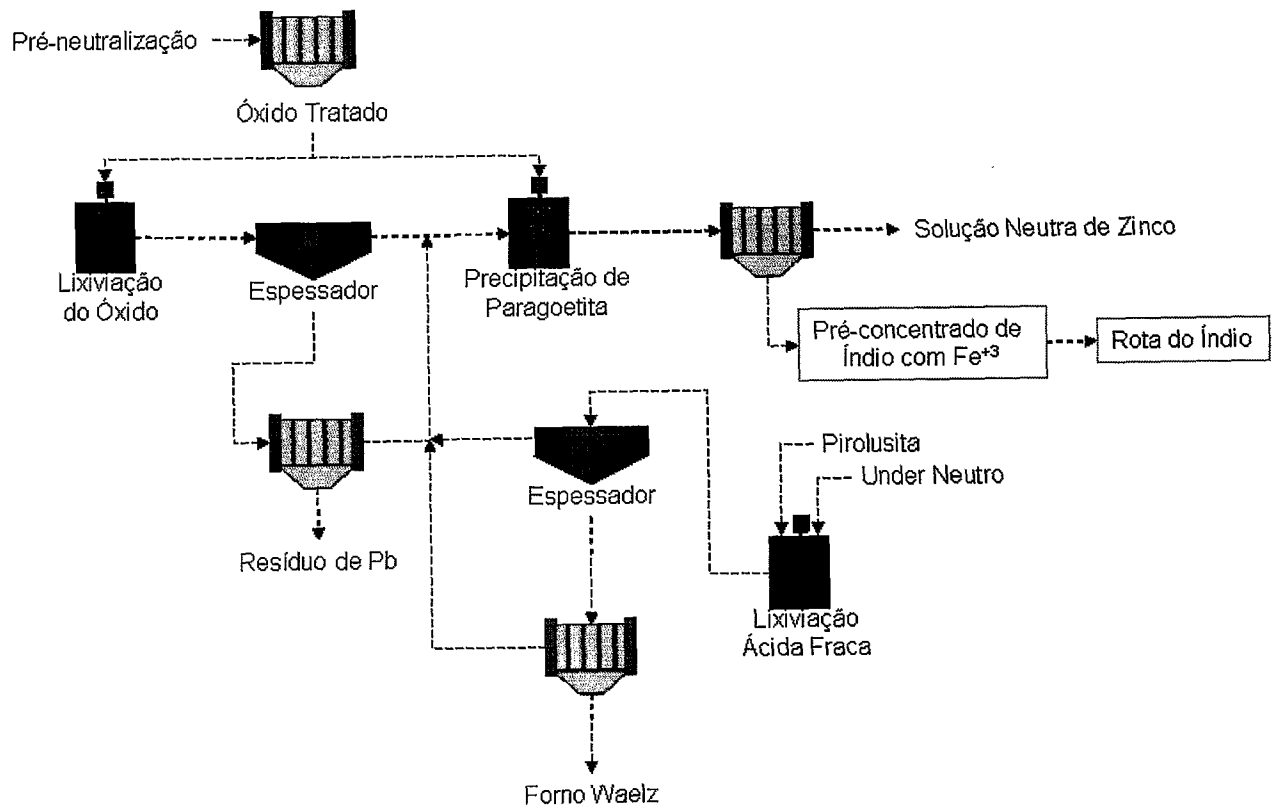 Pré-neutralização
Óxido Tratado
Lixiviação
do Óxido
Espessador
Precipitação de
Paragoetita
Solução Neutra de Zinco
Pré-concentrado de
Índio com Fe+3
Rota do Índio
Resíduo de Pb
Espessador
Pirolusita
Under Neutro
Lixiviação
Ácida Fraca
Forno Waelz